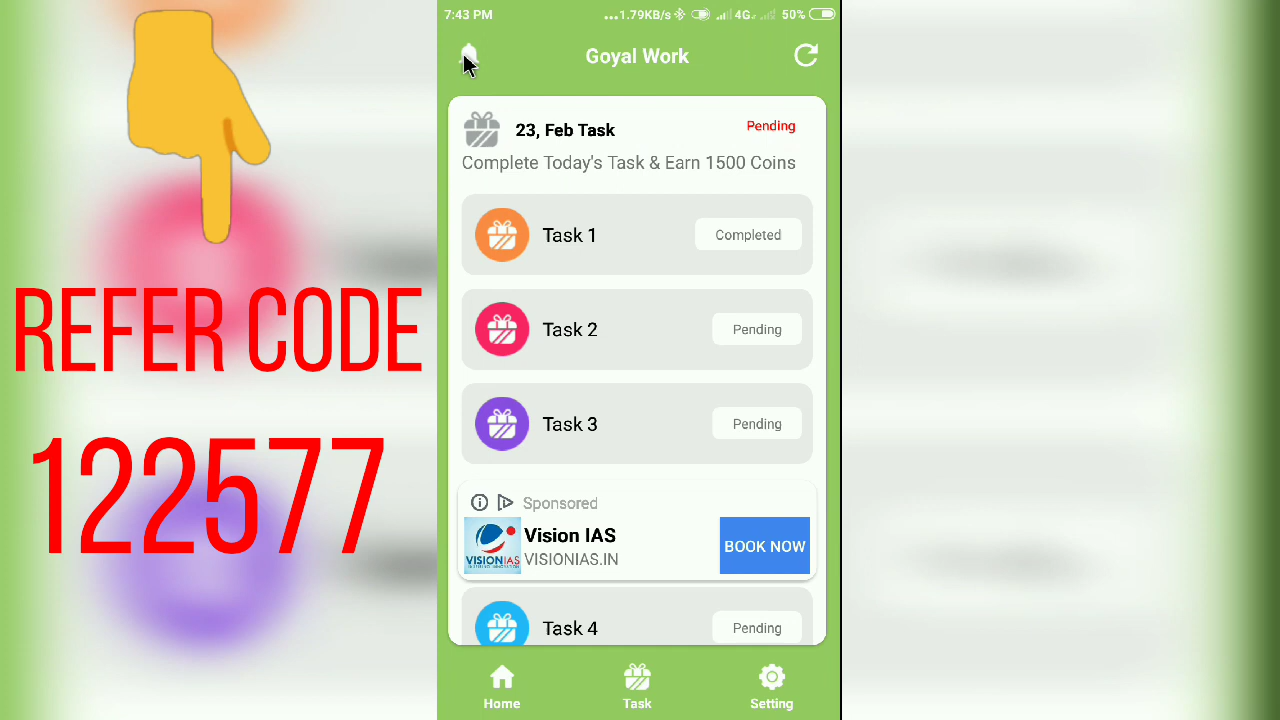 7:43 PM ...1.79KB/s 4G 50%
Goyal Work
23, Feb Task
Pending
Complete Today's Task & Earn 1500 Coins
Task 1
Completed
Task 2
Pending
Task 3
Pending
Sponsored
Vision IAS
VISIONIAS.IN
VISIONIAS
BOOK NOW
Task 4
Pending
Home
Task
Setting
REFER CODE
122577